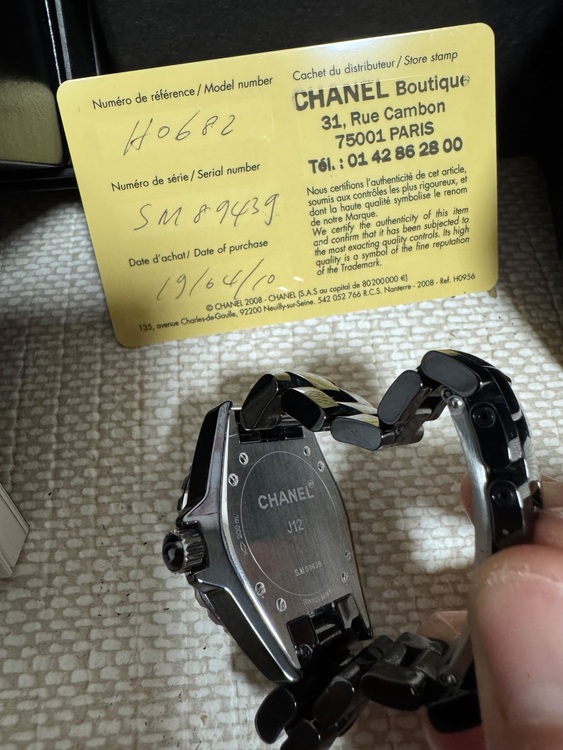 Numéro de référence / Model number
H0682
Numéro de série / Serial number
SM89439
Date d'achat / Date of purchase
19/04/10
Cachet du distributeur / Store stamp
CHANEL Boutique
31, Rue Cambon
75001 PARIS
Tél. : 01 42 86 28 00
Nous certifions l'authenticité de cet article,
soumis aux contrôles les plus rigoureux, et
dont la haute qualité symbolise le renom
de notre Marque.
We certify the authenticity of this item
and confirm that it has been subjected to
the most exacting quality controls. Its high
quality is a symbol of the fine reputation
of the Trademark.
© CHANEL 2008 - CHANEL (S.A.S au capital de 80 200 000 €)
135, avenue Charles-de-Gaulle, 92200 Neuilly-sur-Seine. 542 052 766 R.C.S. Nanterre - 2008 - Ref. H0956
CHANEL
J12
S.M.89439